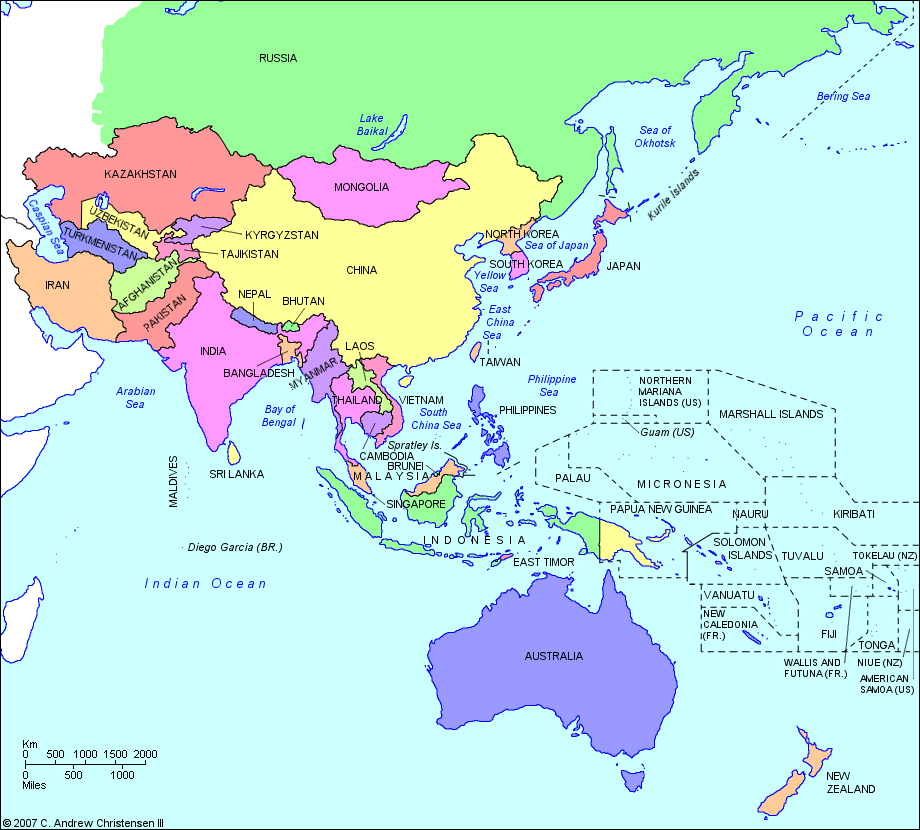 RUSSIA
Bering Sea
Lake
Baikal
Sea of
Okhotsk
KAZAKHSTAN
MONGOLIA
Kurile Islands
Caspian Sea
UZBEKISTAN
TURKMENISTAN
KYRGYZSTAN
TAJIKISTAN
NORTH KOREA
Sea of Japan
SOUTH KOREA
JAPAN
CHINA
Yellow
Sea
IRAN
AFGHANISTAN
PAKISTAN
NEPAL
BHUTAN
East
China
Sea
Pacific
Ocean
INDIA
LAOS
BANGLADESH
MYANMAR
TAIWAN
Arabian
Sea
Bay of
Bengal
THAILAND
VIETNAM
South
China Sea
Philippine
Sea
PHILIPPINES
NORTHERN
MARIANA
ISLANDS (US)
MARSHALL ISLANDS
Guam (US)
Spratley Is.
CAMBODIA
BRUNEI
MALAYSIA
SRI LANKA
MALDIVES
SINGAPORE
PALAU
MICRONESIA
PAPUA NEW GUINEA
NAURU
KIRIBATI
Diego Garcia (BR.)
INDONESIA
EAST TIMOR
SOLOMON
ISLANDS
TUVALU
TOKELAU (NZ)
SAMOA
Indian Ocean
VANUATU
NEW
CALEDONIA
(FR.)
FIJI
TONGA
WALLIS AND
FUTUNA (FR.)
NIUE (NZ)
AMERICAN
SAMOA (US)
AUSTRALIA
NEW
ZEALAND
Km
0 500 1000 1500 2000
0 500 1000
Miles
© 2007 C. Andrew Christensen III